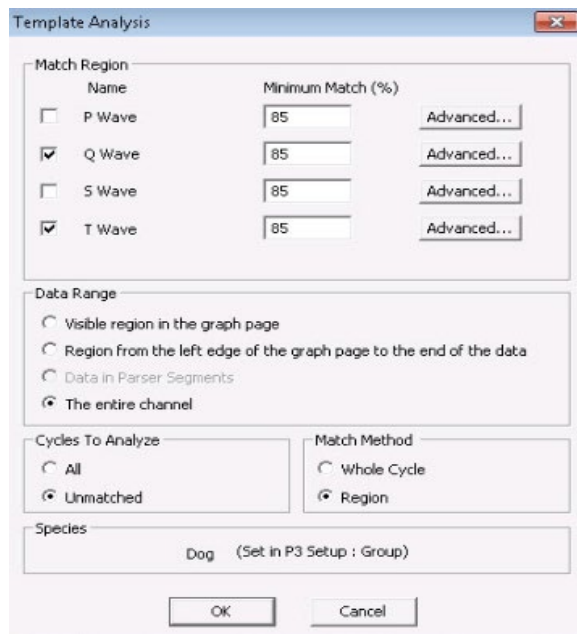 Template Analysis
Match Region
Name Minimum Match (%)
P Wave 85 Advanced...
Q Wave 85 Advanced...
S Wave 85 Advanced...
T Wave 85 Advanced...
Data Range
Visible region in the graph page
Region from the left edge of the graph page to the end of the data
Data in Parser Segments
The entire channel
Cycles To Analyze
All
Unmatched
Match Method
Whole Cycle
Region
Species
Dog (Set in P3 Setup : Group)
OK Cancel